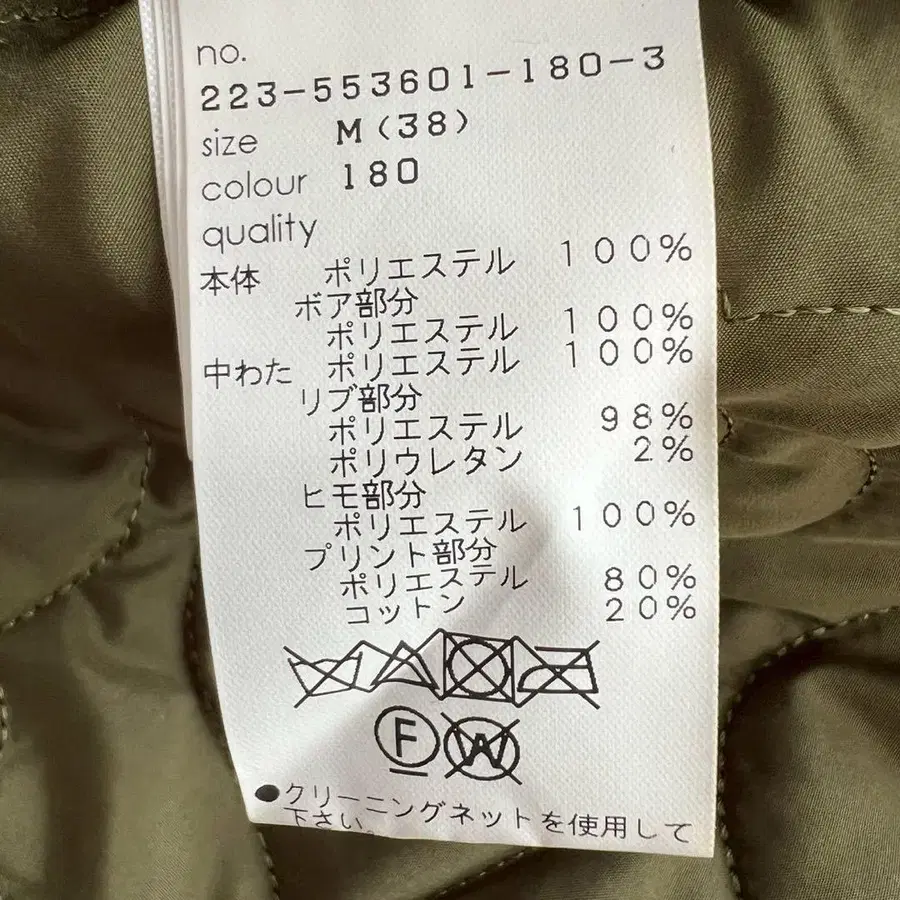 no.
223-553601-180-3
size M(38)
colour 180
quality
本体 ポリエステル 100%
ボア部分
ポリエステル 100%
中わた ポリエステル 100%
リブ部分
ポリエステル 98%
ポリウレタン 2%
ヒモ部分
ポリエステル 100%
プリント部分
ポリエステル 80%
コットン 20%
F W
●クリーニングネットを使用して
下さい。